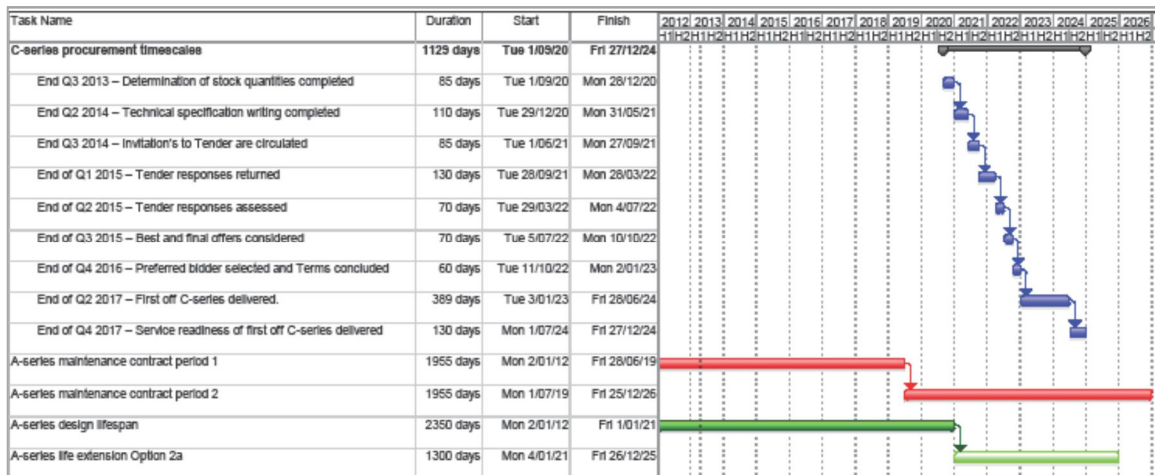 Task Name Duration Start Finish 2012 2013 2014 2015 2016 2017 2018 2019 2020 2021 2022 2023 2024 2025 2026
H1 H2 H1 H2 H1 H2 H1 H2 H1 H2 H1 H2 H1 H2 H1 H2 H1 H2 H1 H2 H1 H2 H1 H2 H1 H2 H1 H2 H1 H2
C-series procurement timescales 1129 days Tue 1/09/20 Fri 27/12/24
End Q3 2013 – Determination of stock quantities completed 85 days Tue 1/09/20 Mon 28/12/20
End Q2 2014 – Technical specification writing completed 110 days Tue 29/12/20 Mon 31/05/21
End Q3 2014 – Invitation's to Tender are circulated 85 days Tue 1/06/21 Mon 27/09/21
End of Q1 2015 – Tender responses returned 130 days Tue 28/09/21 Mon 28/03/22
End of Q2 2015 – Tender responses assessed 70 days Tue 29/03/22 Mon 4/07/22
End of Q3 2015 – Best and final offers considered 70 days Tue 5/07/22 Mon 10/10/22
End of Q4 2016 – Preferred bidder selected and Terms concluded 60 days Tue 11/10/22 Mon 2/01/23
End of Q2 2017 – First off C-series delivered. 389 days Tue 3/01/23 Fri 28/06/24
End of Q4 2017 – Service readiness of first off C-series delivered 130 days Mon 1/07/24 Fri 27/12/24
A-series maintenance contract period 1 1955 days Mon 2/01/12 Fri 28/06/19
A-series maintenance contract period 2 1955 days Mon 1/07/19 Fri 25/12/26
A-series design lifespan 2350 days Mon 2/01/12 Fri 1/01/21
A-series life extension Option 2a 1300 days Mon 4/01/21 Fri 26/12/25